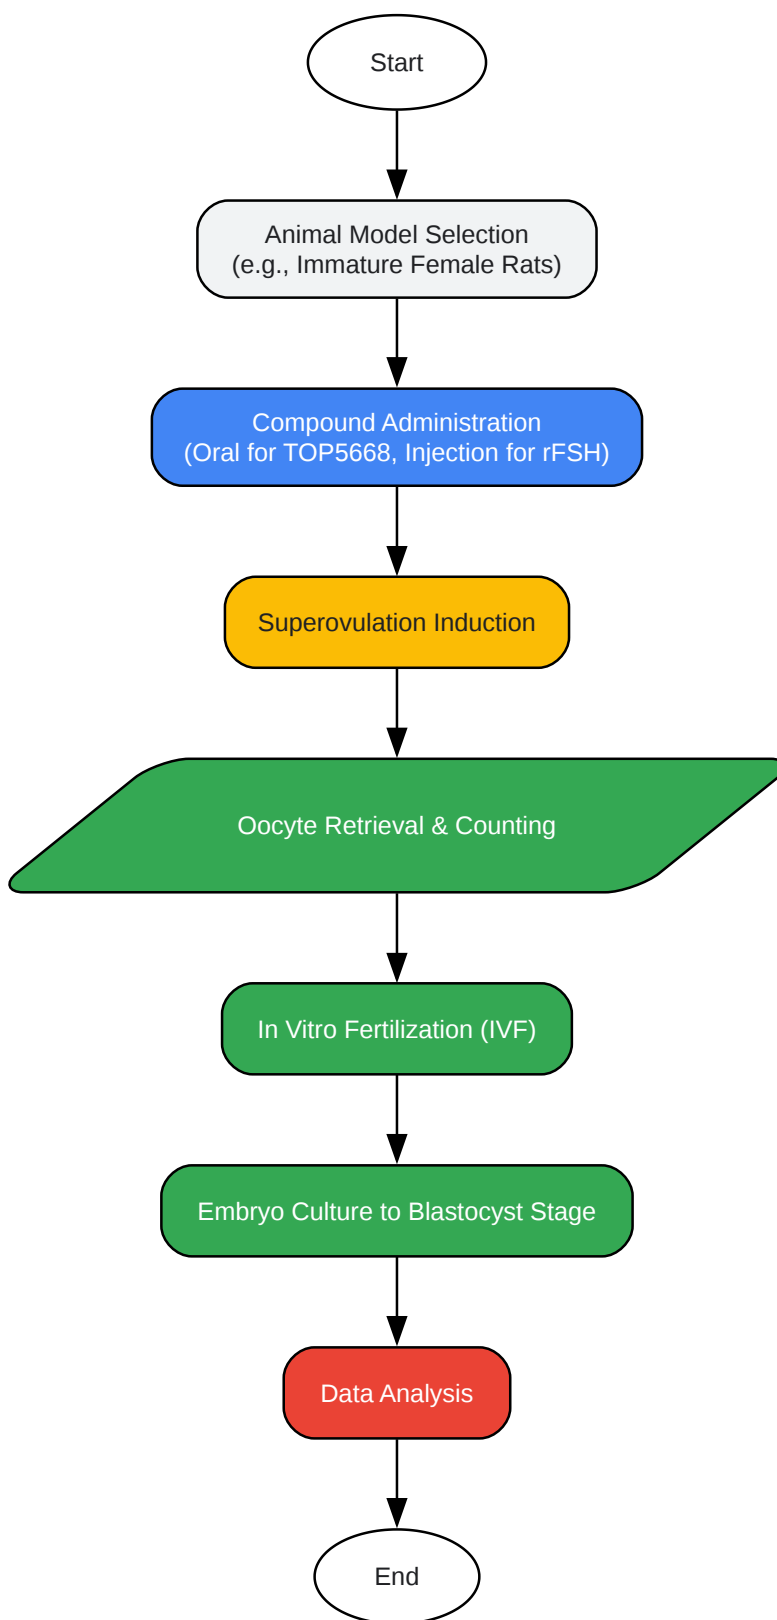 Start
Animal Model Selection
(e.g., Immature Female Rats)
Compound Administration
(Oral for TOP5668, Injection for rFSH)
Superovulation Induction
Oocyte Retrieval & Counting
In Vitro Fertilization (IVF)
Embryo Culture to Blastocyst Stage
Data Analysis
End